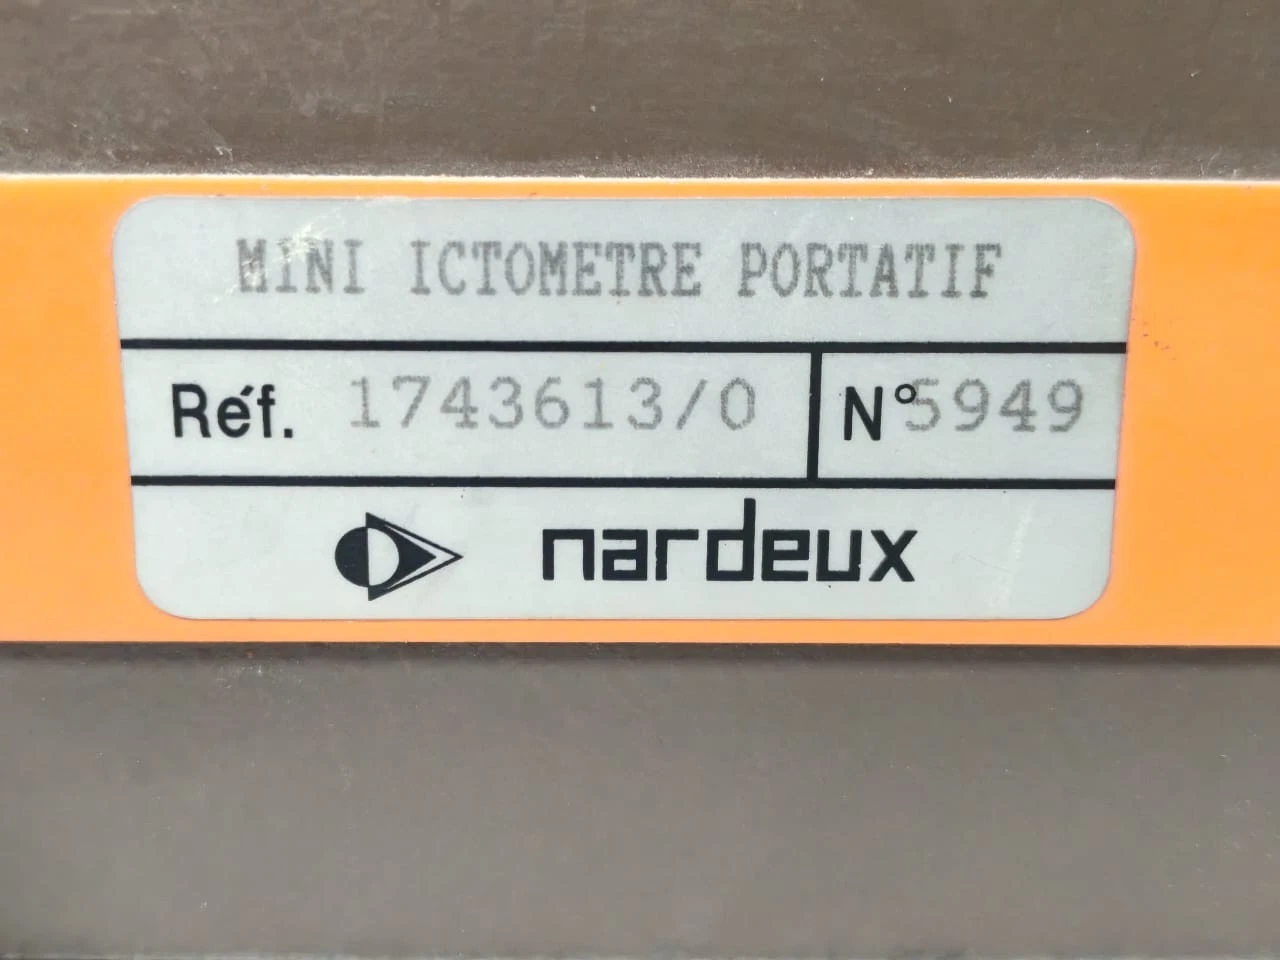 MINI ICTOMETRE PORTATIF
Réf. 1743613/0 N°5949
nardeux